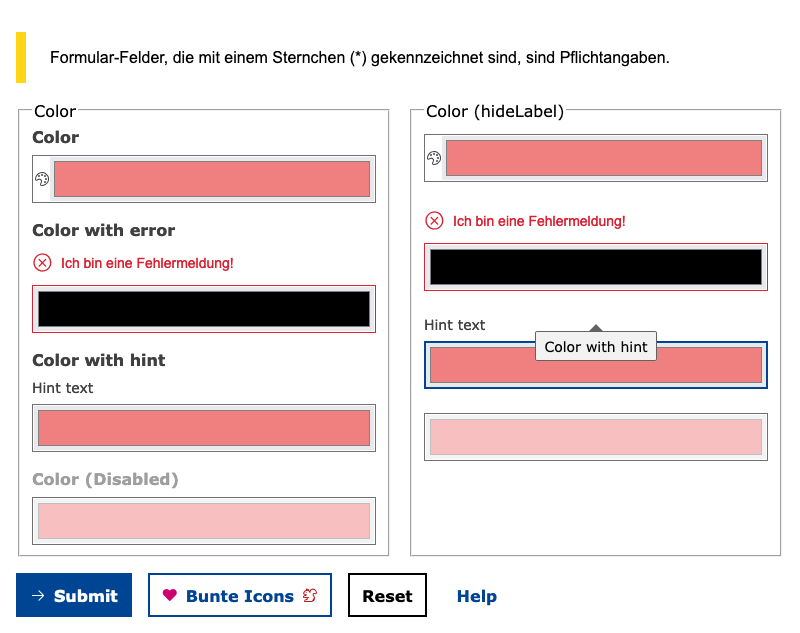 Formular-Felder, die mit einem Sternchen (*) gekennzeichnet sind, sind Pflichtangaben.
Color
Color
Color with error
Ich bin eine Fehlermeldung!
Color with hint
Hint text
Color (Disabled)
Color (hideLabel)
Ich bin eine Fehlermeldung!
Hint text
Color with hint
Submit
Bunte Icons
Reset
Help